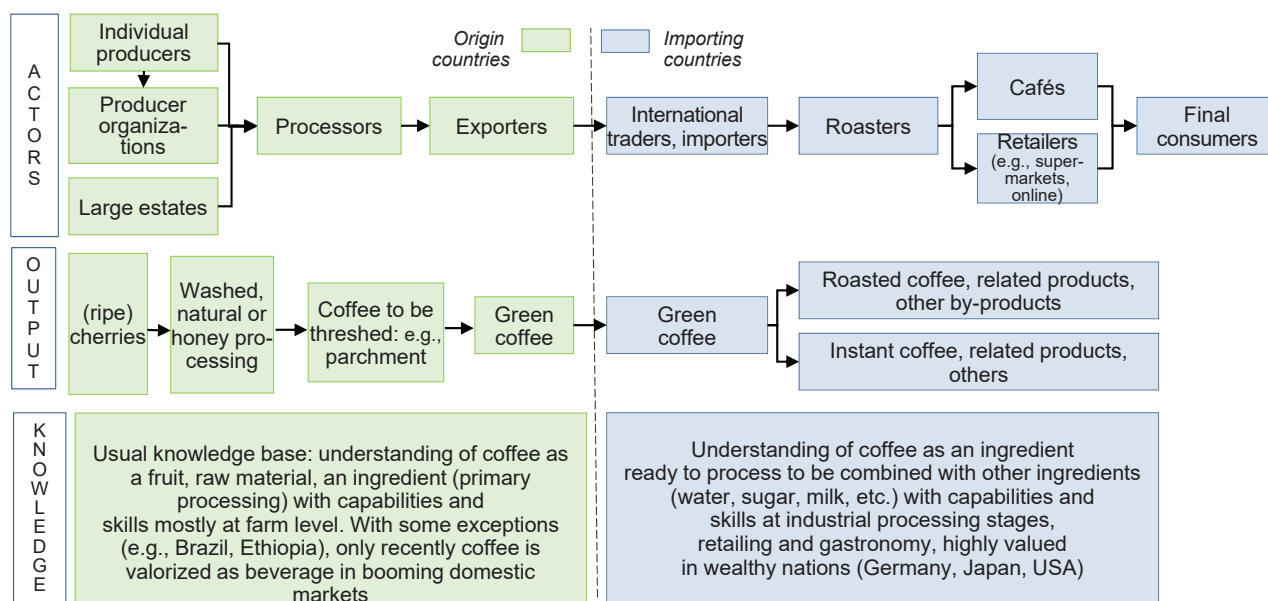 ACTORS
Individual
producers
Producer
organiza-
tions
Large estates
Processors
Exporters
Origin
countries
Importing
countries
International
traders, importers
Roasters
Cafés
Retailers
(e.g., super-
markets,
online)
Final
consumers
OUTPUT
(ripe)
cherries
Washed,
natural or
honey pro-
cessing
Coffee to be
threshed: e.g.,
parchment
Green
coffee
Green
coffee
Roasted coffee, related products,
other by-products
Instant coffee, related products,
others
KNOWLEDGE
Usual knowledge base: understanding of coffee as
a fruit, raw material, an ingredient (primary
processing) with capabilities and
skills mostly at farm level. With some exceptions
(e.g., Brazil, Ethiopia), only recently coffee is
valorized as beverage in booming domestic
markets
Understanding of coffee as an ingredient
ready to process to be combined with other ingredients
(water, sugar, milk, etc.) with capabilities and
skills at industrial processing stages,
retailing and gastronomy, highly valued
in wealthy nations (Germany, Japan, USA)